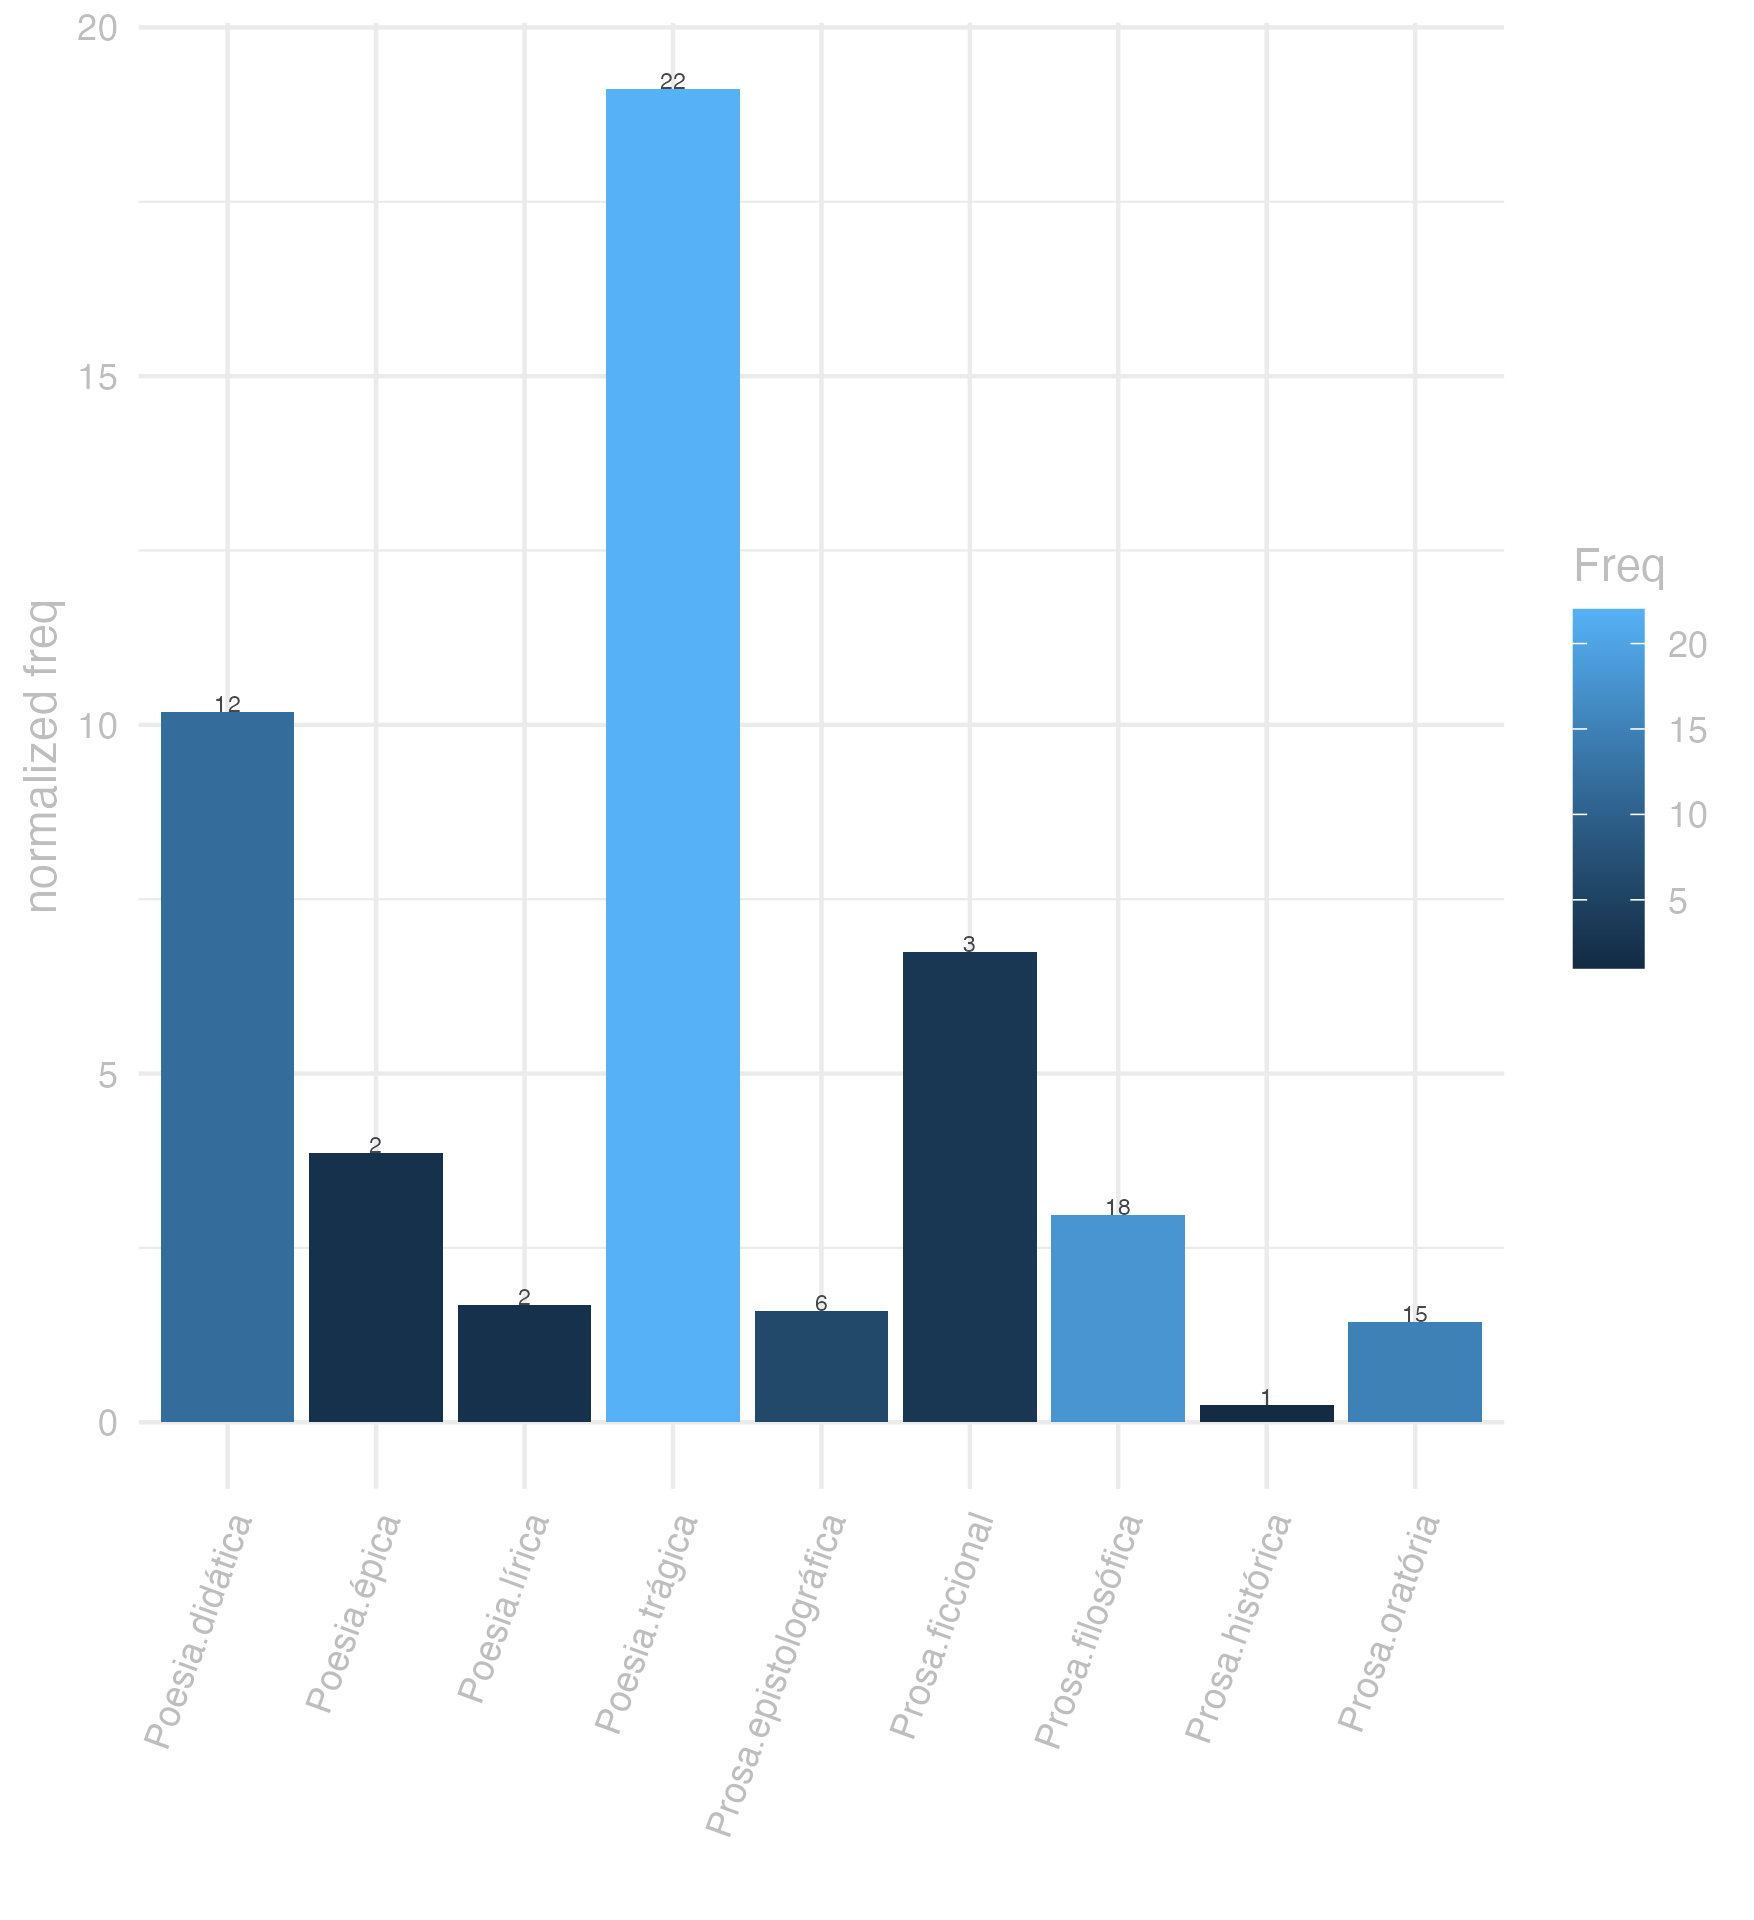 normalized freq
20
15
10
5
0
12
2
2
22
6
3
18
1
15
Poesia.didática
Poesia.épica
Poesia.lírica
Poesia.trágica
Prosa.epistolográfica
Prosa.ficcional
Prosa.filosófica
Prosa.histórica
Prosa.oratória
Freq
20
15
10
5